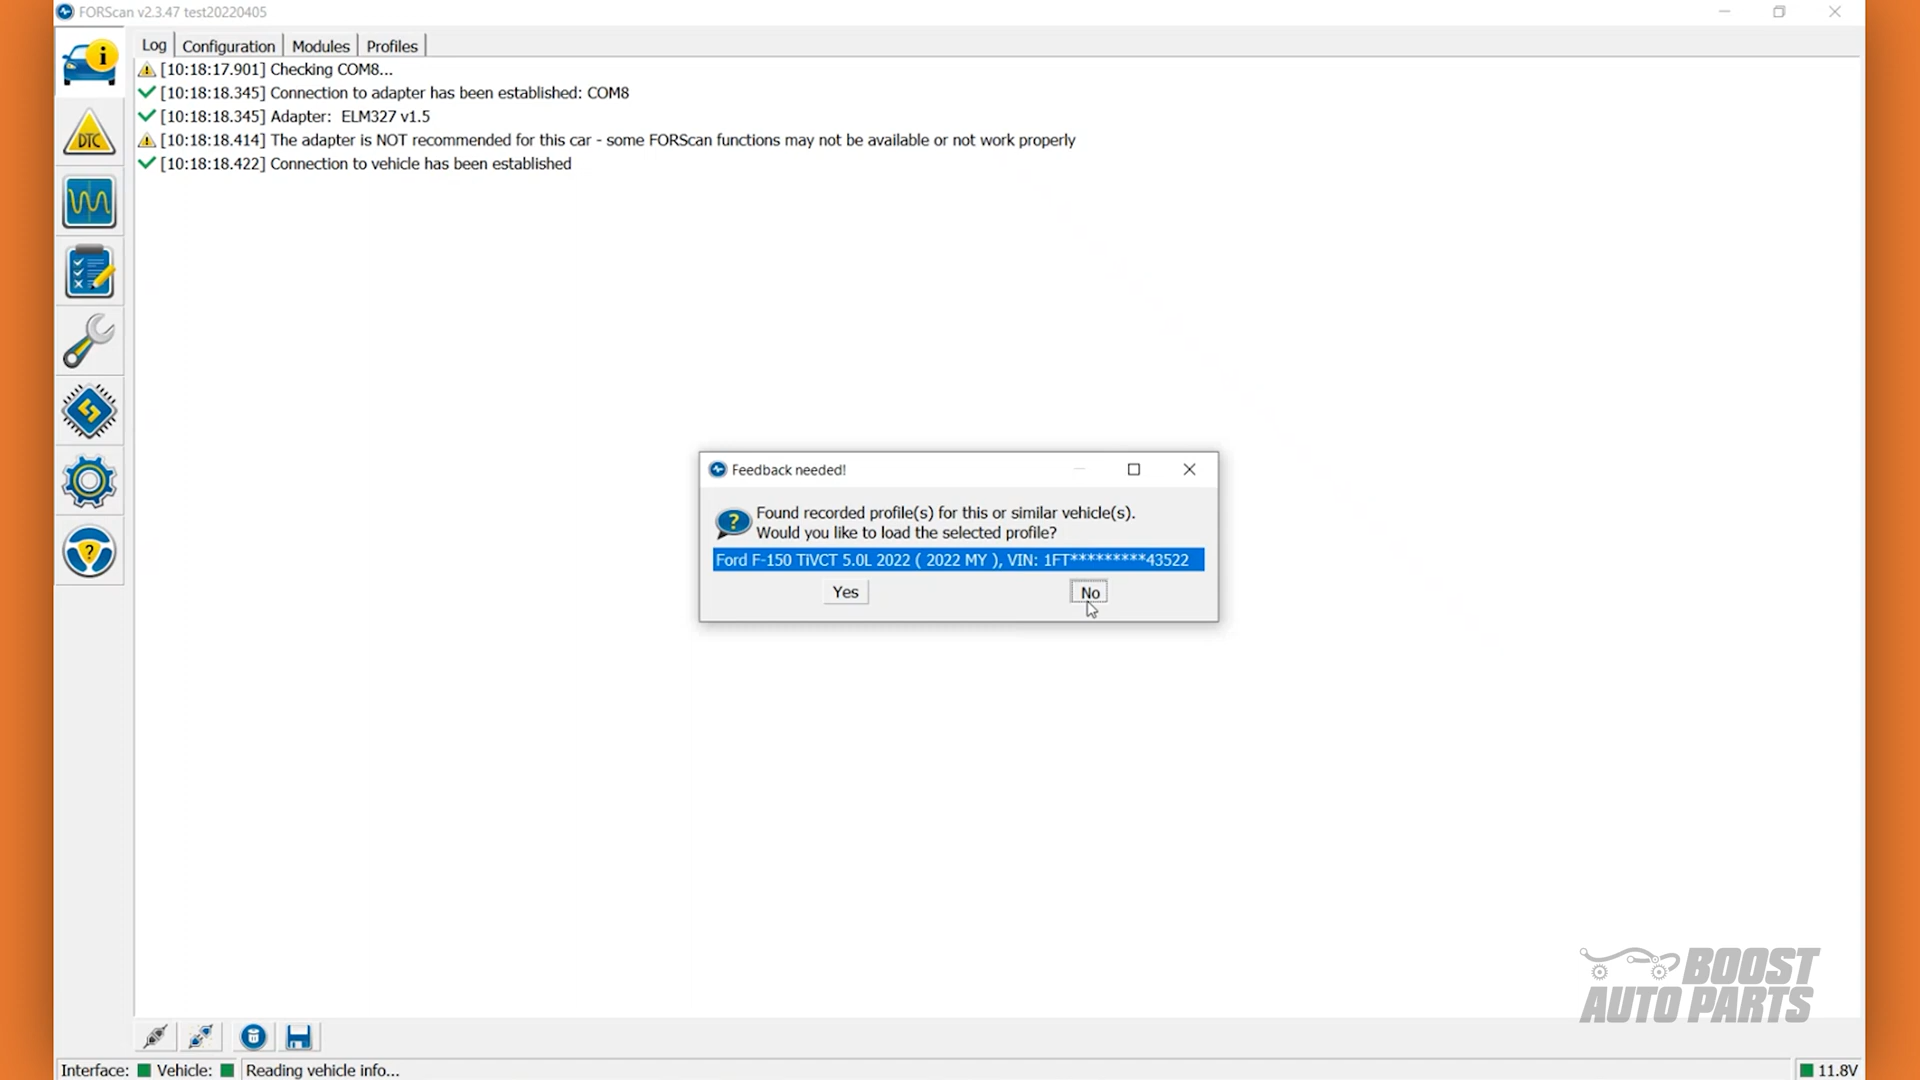 FORScan v2.3.47 test20220405
Log Configuration Modules Profiles
[10:18:17.901] Checking COM8...
[10:18:18.345] Connection to adapter has been established: COM8
[10:18:18.345] Adapter: ELM327 v1.5
[10:18:18.414] The adapter is NOT recommended for this car - some FORScan functions may not be available or not work properly
[10:18:18.422] Connection to vehicle has been established
DTC
Feedback needed!
Found recorded profile(s) for this or similar vehicle(s).
Would you like to load the selected profile?
Ford F-150 TiVCT 5.0L 2022 ( 2022 MY ), VIN: 1FT*********43522
Yes No
BOOST
AUTO PARTS
Interface: Vehicle: Reading vehicle info... 11.8V